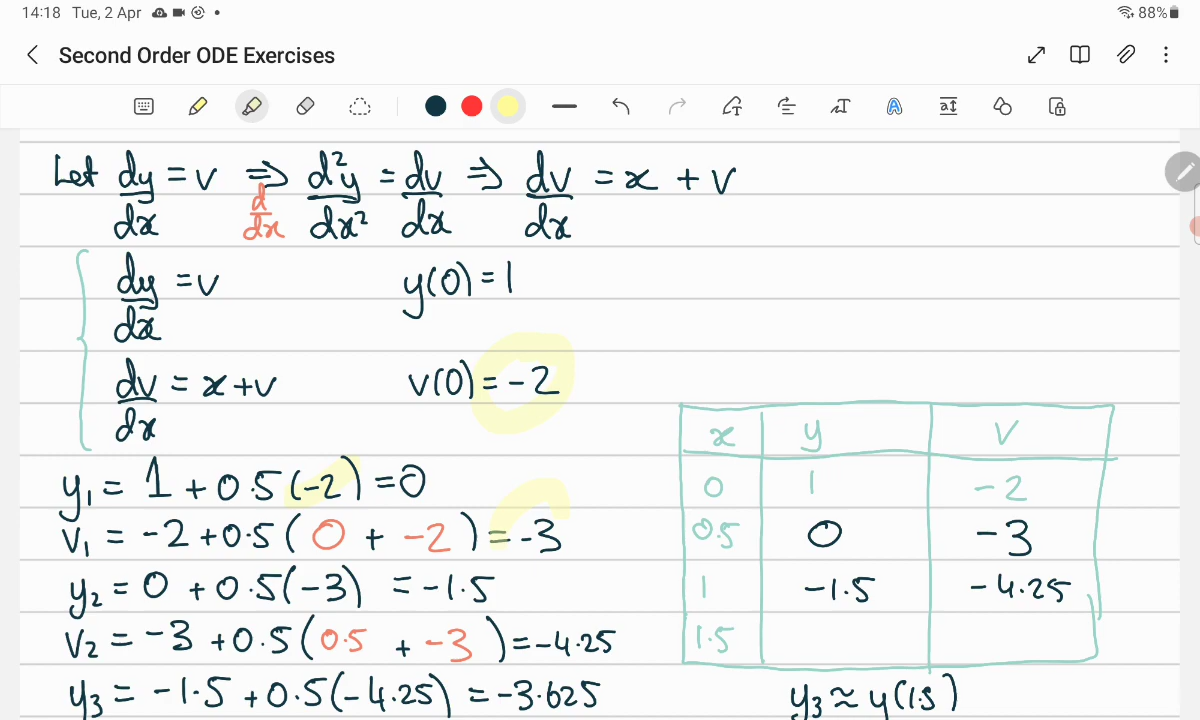 14:18 Tue, 2 Apr 88%
Second Order ODE Exercises
Let dy/dx = v ⇒ d/dx d²y/dx² = dv/dx ⇒ dv/dx = x + v
dy/dx = v y(0) = 1
dv/dx = x + v v(0) = -2
x y v
y₁ = 1 + 0.5(-2) = 0
0 1 -2
v₁ = -2 + 0.5(0 + -2) = -3
0.5 0 -3
y₂ = 0 + 0.5(-3) = -1.5
1 -1.5 -4.25
v₂ = -3 + 0.5(0.5 + -3) = -4.25
1.5
y₃ = -1.5 + 0.5(-4.25) = -3.625
y₃ ≈ y(1.5)